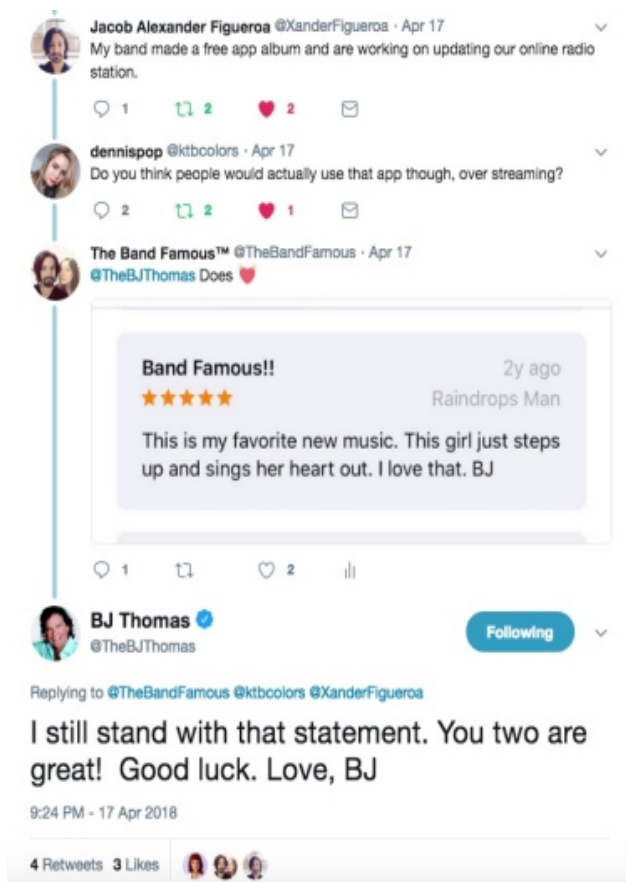 Jacob Alexander Figueroa @XanderFigueroa · Apr 17
My band made a free app album and are working on updating our online radio
station.
1 2 2
dennispop @ktbcolors · Apr 17
Do you think people would actually use that app though, over streaming?
2 2 1
The Band Famous™ @TheBandFamous · Apr 17
@TheBJThomas Does
Band Famous!! 2y ago
Raindrops Man
This is my favorite new music. This girl just steps
up and sings her heart out. I love that. BJ
1 2
BJ Thomas
@TheBJThomas
Following
Replying to @TheBandFamous @ktbcolors @XanderFigueroa
I still stand with that statement. You two are
great! Good luck. Love, BJ
9:24 PM - 17 Apr 2018
4 Retweets 3 Likes